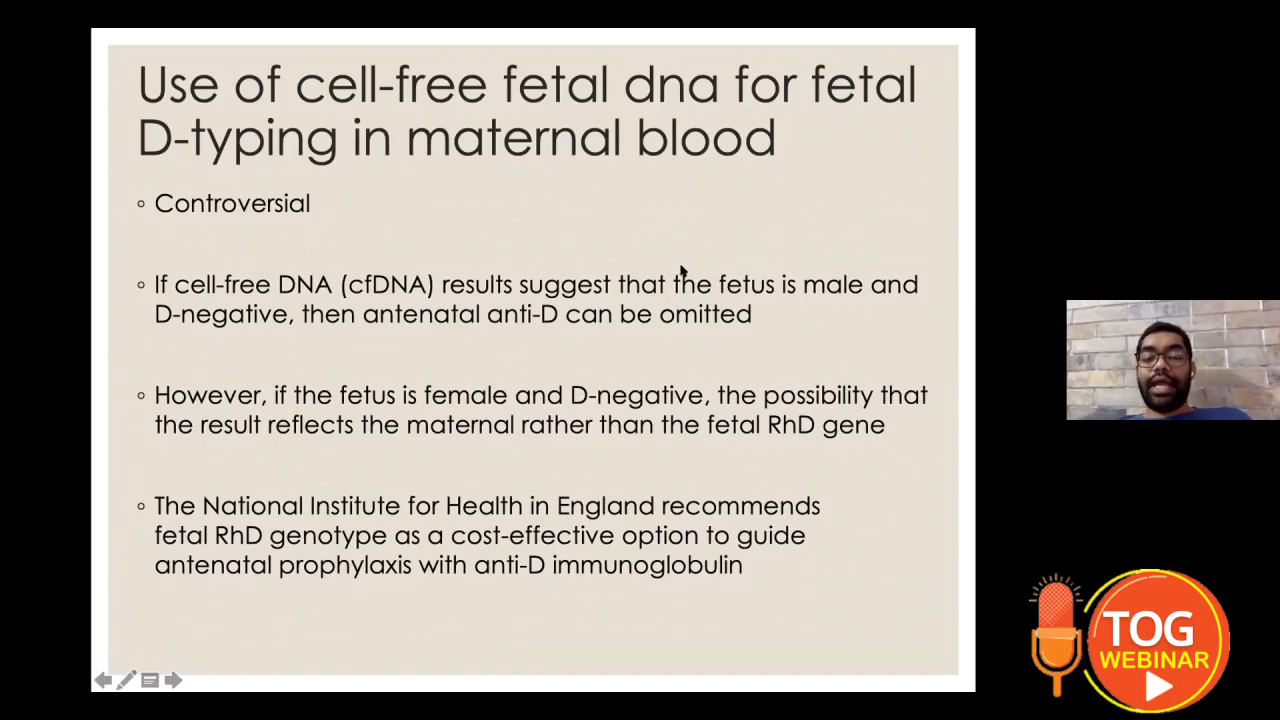 Use of cell-free fetal dna for fetal
D-typing in maternal blood
◦ Controversial
◦ If cell-free DNA (cfDNA) results suggest that the fetus is male and
D-negative, then antenatal anti-D can be omitted
◦ However, if the fetus is female and D-negative, the possibility that
the result reflects the maternal rather than the fetal RhD gene
◦ The National Institute for Health in England recommends
fetal RhD genotype as a cost-effective option to guide
antenatal prophylaxis with anti-D immunoglobulin
TOG
WEBINAR